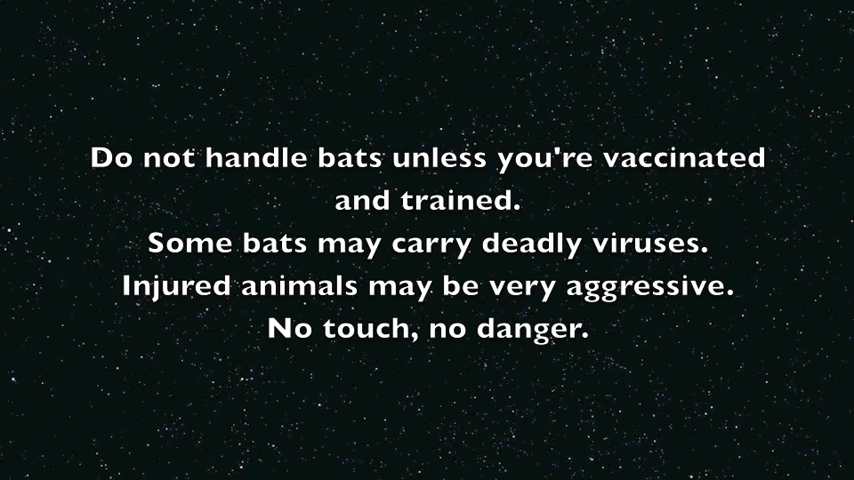 Do not handle bats unless you're vaccinated
and trained.
Some bats may carry deadly viruses.
Injured animals may be very aggressive.
No touch, no danger.